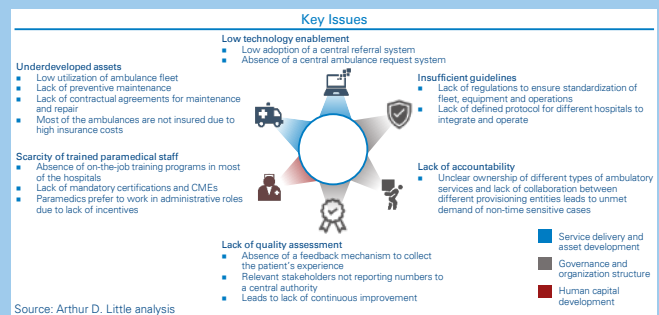 Key Issues
Low technology enablement
■ Low adoption of a central referral system
■ Absence of a central ambulance request system
Underdeveloped assets
■ Low utilization of ambulance fleet
■ Lack of preventive maintenance
■ Lack of contractual agreements for maintenance
and repair
■ Most of the ambulances are not insured due to
high insurance costs
Insufficient guidelines
■ Lack of regulations to ensure standardization of
fleet, equipment and operations
■ Lack of defined protocol for different hospitals to
integrate and operate
Scarcity of trained paramedical staff
■ Absence of on-the-job training programs in most
of the hospitals
■ Lack of mandatory certifications and CMEs
■ Paramedics prefer to work in administrative roles
due to lack of incentives
Lack of accountability
■ Unclear ownership of different types of ambulatory
services and lack of collaboration between
different provisioning entities leads to unmet
demand of non-time sensitive cases
Lack of quality assessment
■ Absence of a feedback mechanism to collect
the patient's experience
■ Relevant stakeholders not reporting numbers to
a central authority
■ Leads to lack of continuous improvement
Service delivery and
asset development
Governance and
organization structure
Human capital
development
Source: Arthur D. Little analysis